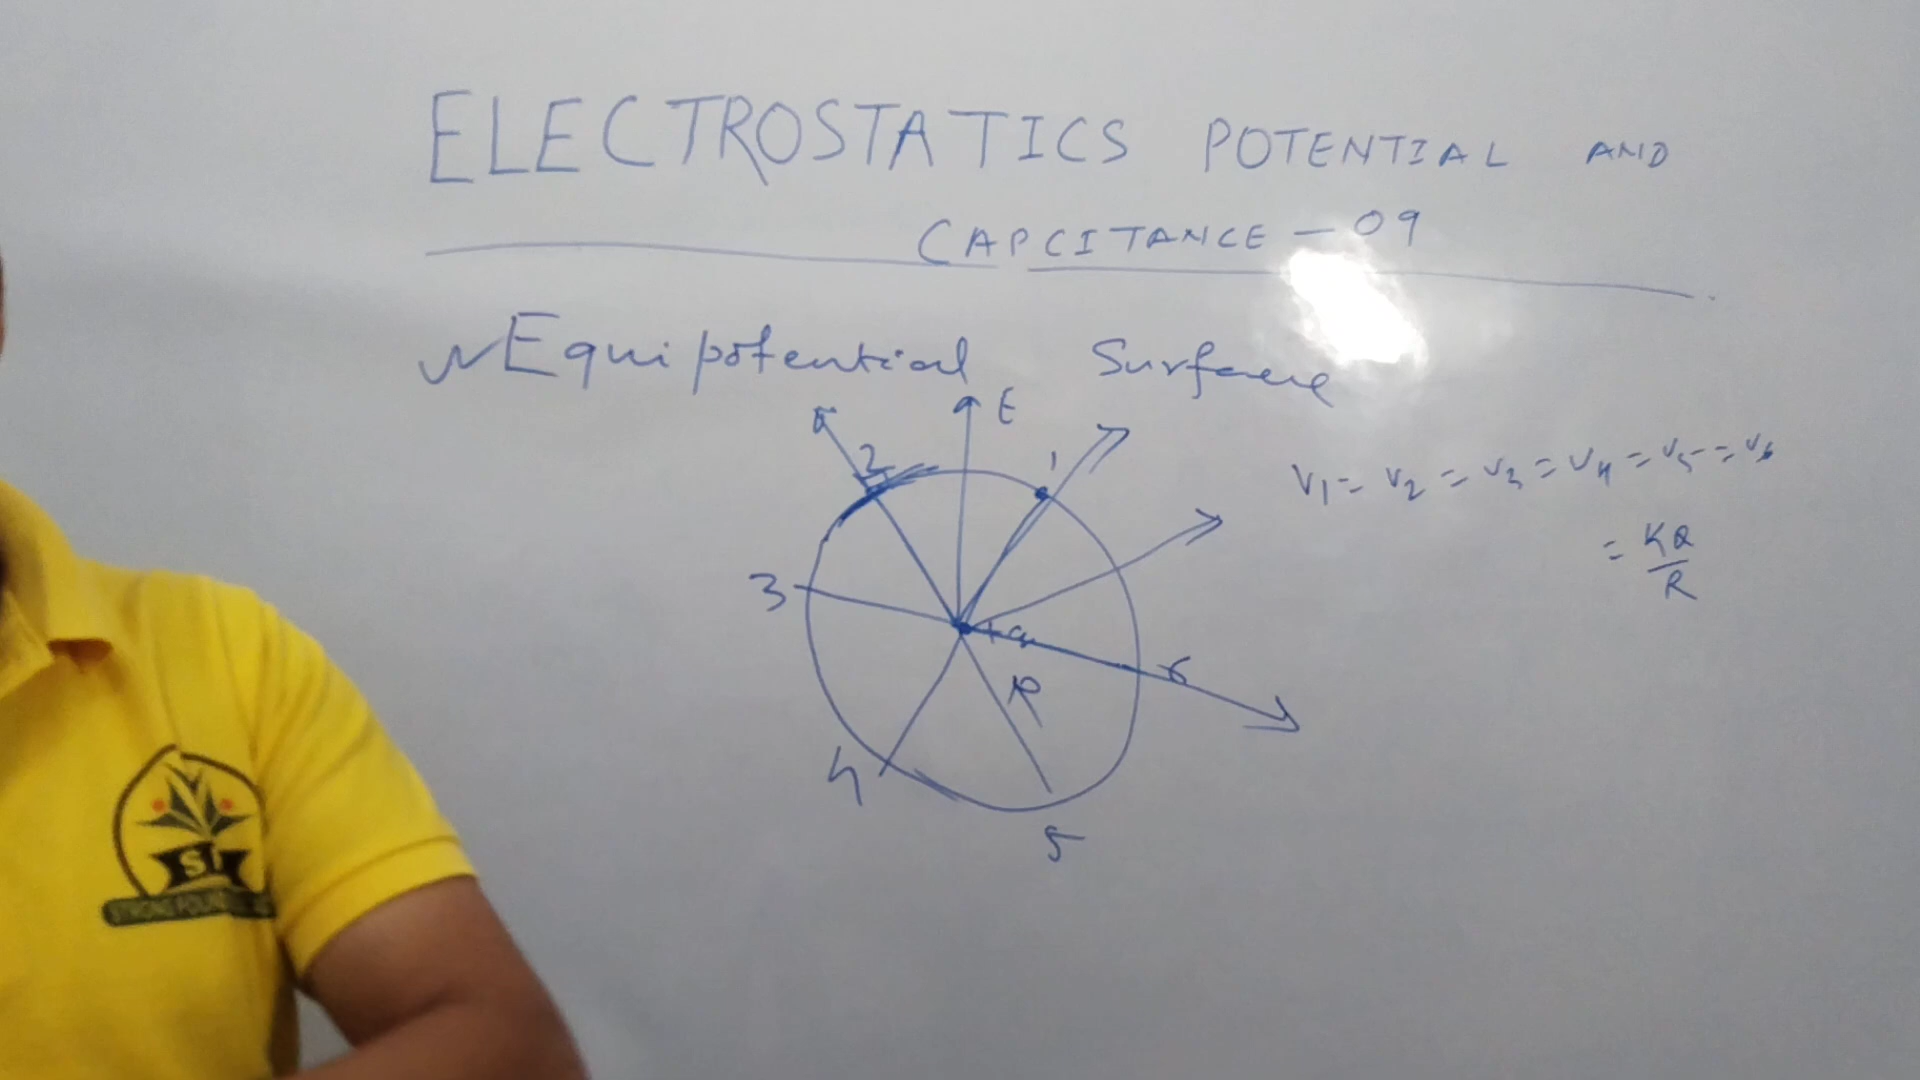 ELECTROSTATICS POTENTIAL AND
CAPCITANCE - 09
Equipotential Surface
E
2
1
V1 = V2 = V3 = V4 = V5 = V6
= KQ/R
3
+Q
6
R
4
5
S
STRONG